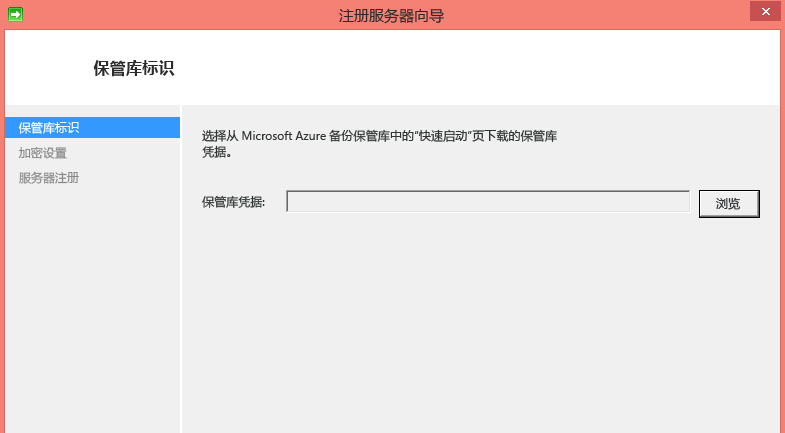 注册服务器向导
保管库标识
保管库标识
加密设置
服务器注册
选择从 Microsoft Azure 备份保管库中的"快速启动"页下载的保管库
凭据。
保管库凭据:
浏览